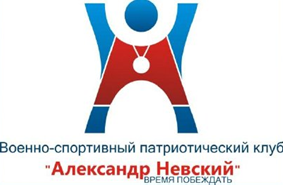 Военно-спортивный патриотический клуб
"Александр Невский"
ВРЕМЯ ПОБЕЖДАТЬ